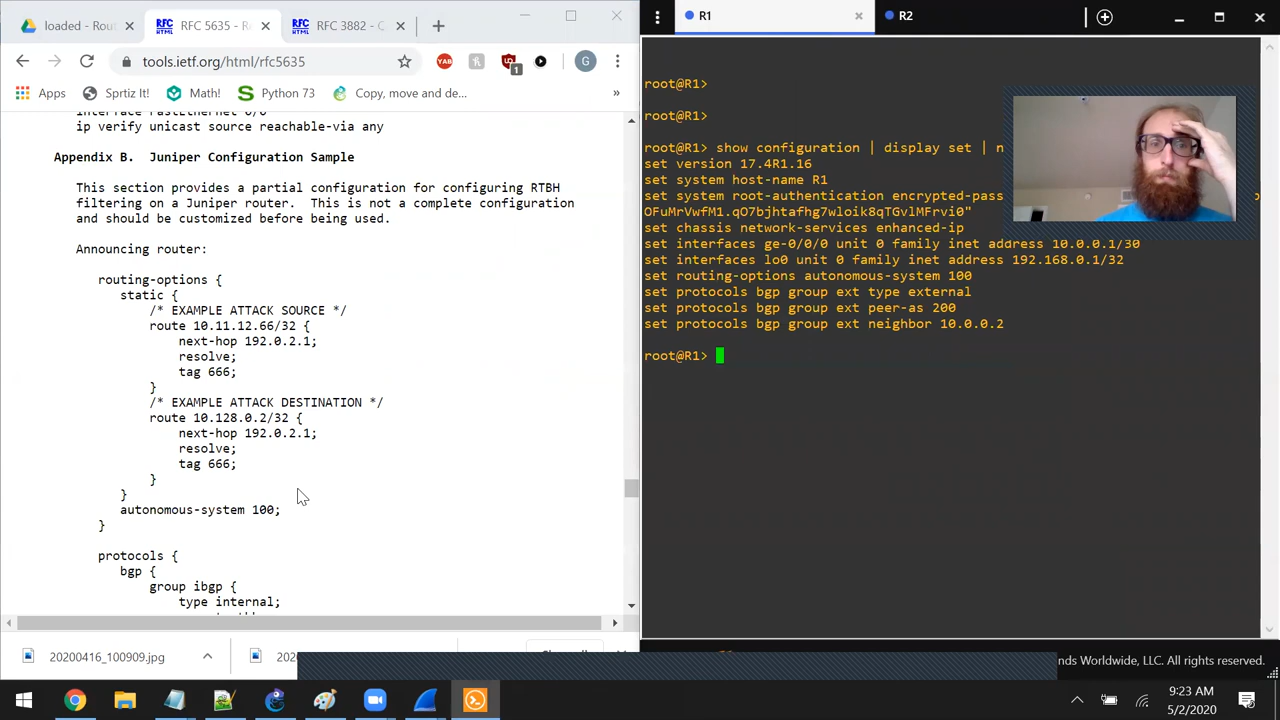 loaded - Rout
RFC 5635 - R
RFC 3882 - C
tools.ietf.org/html/rfc5635
YAB
1
G
Apps
Sprtiz It!
Math!
Python 73
Copy, move and de...
»
interface FastEthernet 0/0
ip verify unicast source reachable-via any
Appendix B. Juniper Configuration Sample
This section provides a partial configuration for configuring RTBH
filtering on a Juniper router. This is not a complete configuration
and should be customized before being used.
Announcing router:
routing-options {
static {
/* EXAMPLE ATTACK SOURCE */
route 10.11.12.66/32 {
next-hop 192.0.2.1;
resolve;
tag 666;
}
/* EXAMPLE ATTACK DESTINATION */
route 10.128.0.2/32 {
next-hop 192.0.2.1;
resolve;
tag 666;
}
}
autonomous-system 100;
}
protocols {
bgp {
group ibgp {
type internal;
20200416_100909.jpg
R1
R2
root@R1>
root@R1>
root@R1> show configuration | display set | n
set version 17.4R1.16
set system host-name R1
set system root-authentication encrypted-pass
OFuMrVwfM1.qO7bjhtafhg7wloik8qTGvlMFrvi0"
set chassis network-services enhanced-ip
set interfaces ge-0/0/0 unit 0 family inet address 10.0.0.1/30
set interfaces lo0 unit 0 family inet address 192.168.0.1/32
set routing-options autonomous-system 100
set protocols bgp group ext type external
set protocols bgp group ext peer-as 200
set protocols bgp group ext neighbor 10.0.0.2
root@R1>
nds Worldwide, LLC. All rights reserved.
9:23 AM
5/2/2020